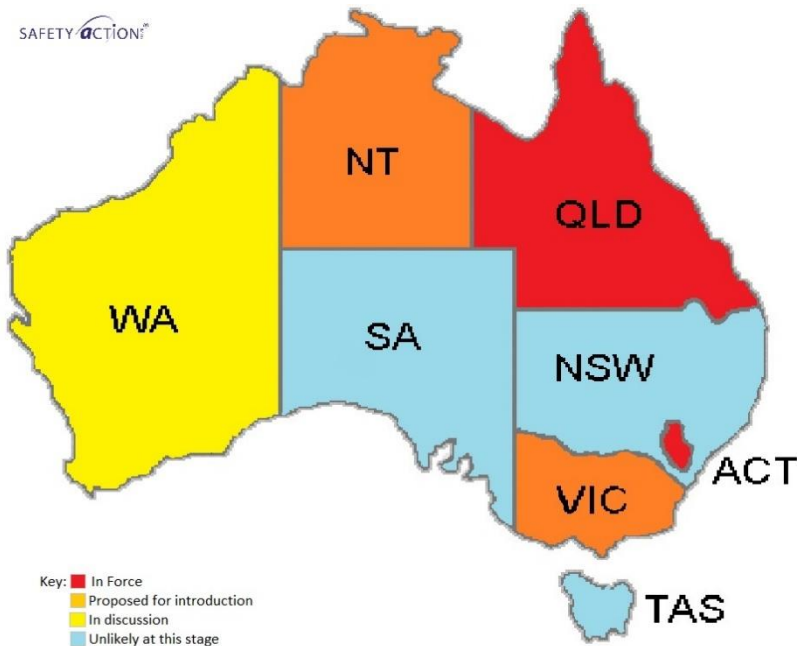 SAFETY action
NT
QLD
WA
SA
NSW
ACT
VIC
TAS
Key: In Force
Proposed for introduction
In discussion
Unlikely at this stage